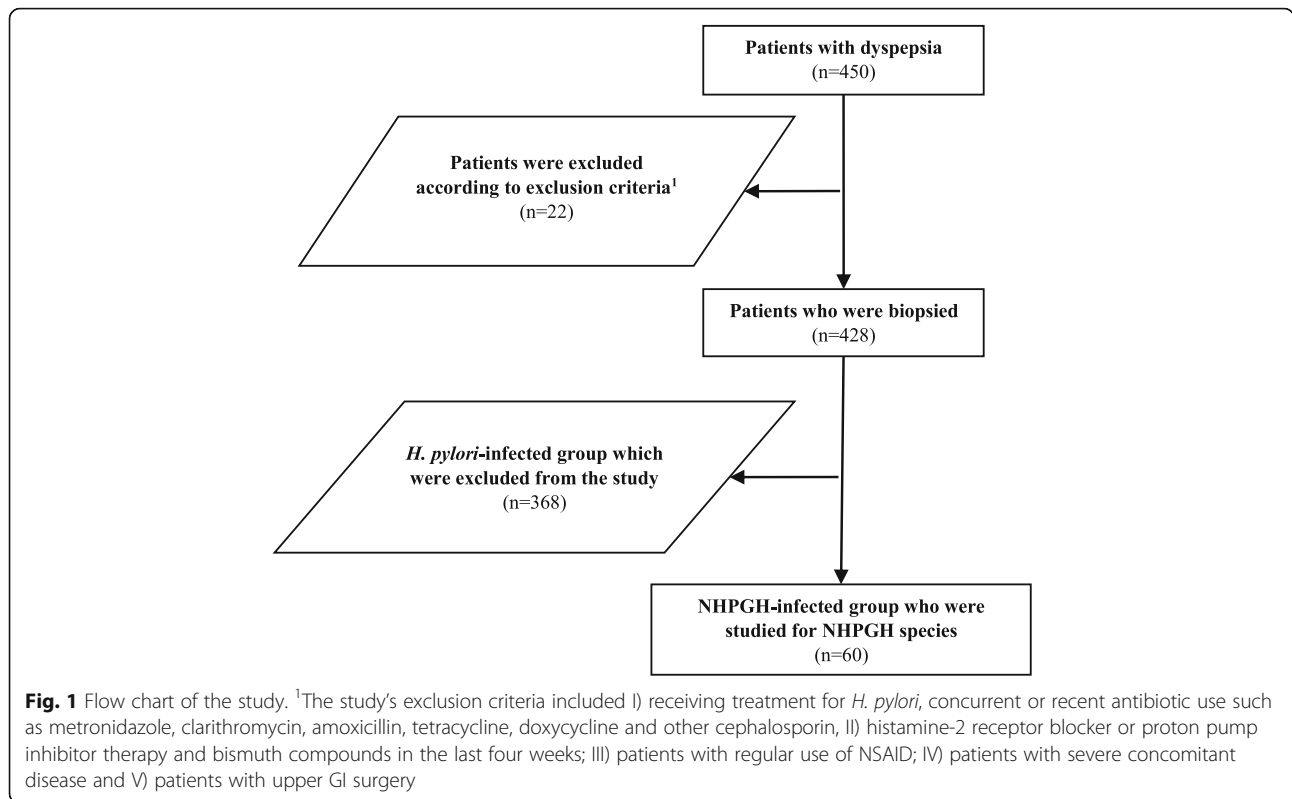 Patients with dyspepsia
(n=450)
Patients were excluded
according to exclusion criteria¹
(n=22)
Patients who were biopsied
(n=428)
H. pylori-infected group which
were excluded from the study
(n=368)
NHPGH-infected group who were
studied for NHPGH species
(n=60)
Fig. 1 Flow chart of the study. ¹The study's exclusion criteria included I) receiving treatment for H. pylori, concurrent or recent antibiotic use such
as metronidazole, clarithromycin, amoxicillin, tetracycline, doxycycline and other cephalosporin, II) histamine-2 receptor blocker or proton pump
inhibitor therapy and bismuth compounds in the last four weeks; III) patients with regular use of NSAID; IV) patients with severe concomitant
disease and V) patients with upper GI surgery